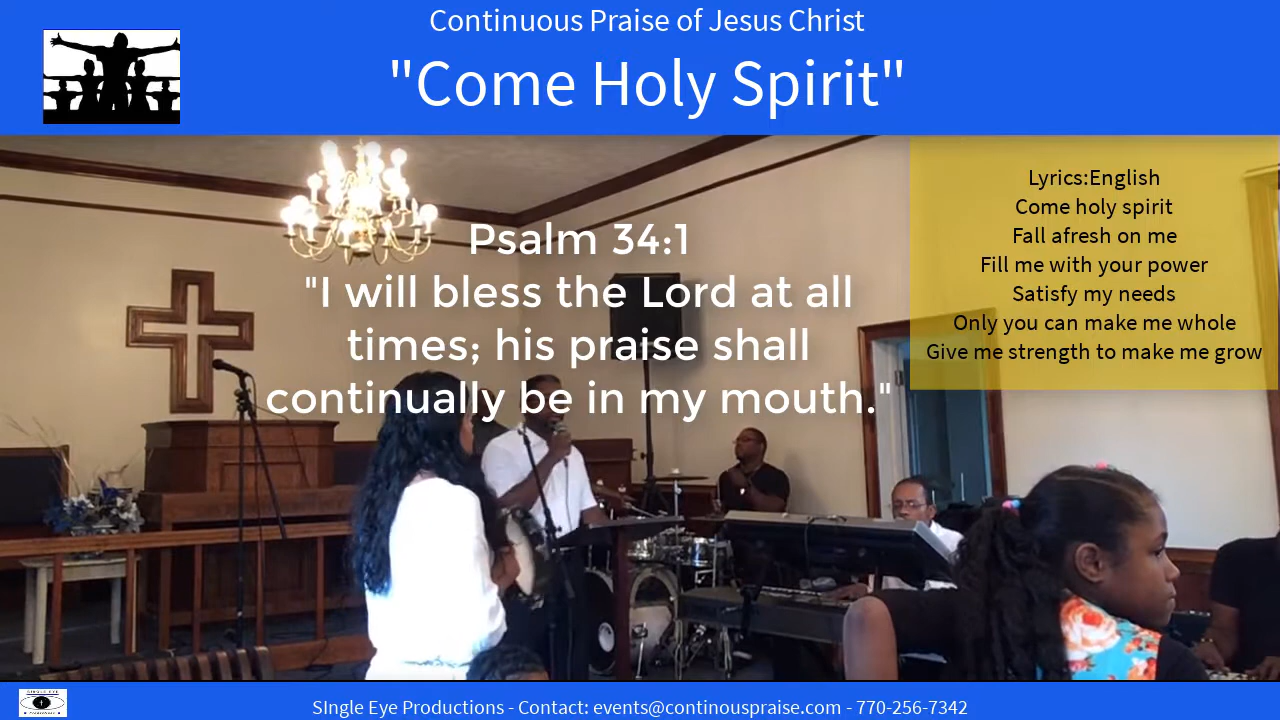 Continuous Praise of Jesus Christ
"Come Holy Spirit"
Lyrics:English
Come holy spirit
Fall afresh on me
Fill me with your power
Satisfy my needs
Only you can make me whole
Give me strength to make me grow
Psalm 34:1
"I will bless the Lord at all
times; his praise shall
continually be in my mouth."
SINGLE EYE
SIngle Eye Productions - Contact: events@continouspraise.com - 770-256-7342